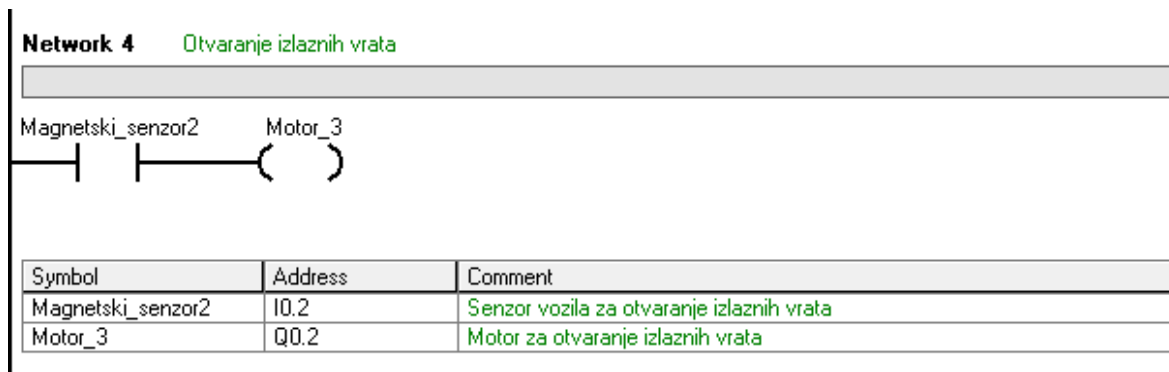 Network 4 Otvaranje izlaznih vrata
Magnetski_senzor2 Motor_3
Symbol Address Comment
Magnetski_senzor2 I0.2 Senzor vozila za otvaranje izlaznih vrata
Motor_3 Q0.2 Motor za otvaranje izlaznih vrata